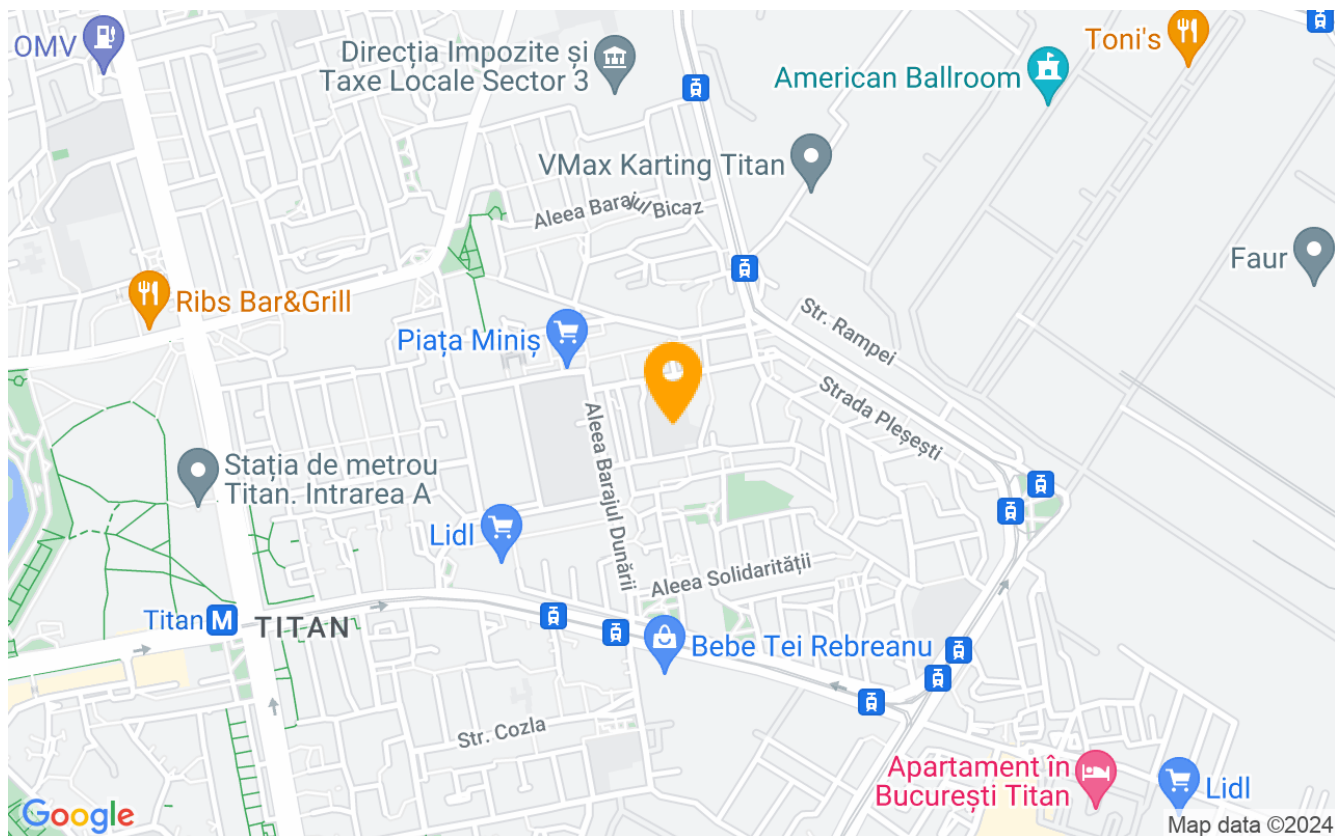 OMV
Direcția Impozite și
Taxe Locale Sector 3
Toni's
American Ballroom
VMax Karting Titan
Aleea Barajul Bicaz
Faur
Ribs Bar&Grill
Str. Rampei
Piața Miniș
Strada Pleșești
Aleea Barajul Dunării
Stația de metrou
Titan. Intrarea A
Lidl
Aleea Solidarității
Titan M
TITAN
Bebe Tei Rebreanu
Str. Cozla
Apartament în
București Titan
Lidl
Google
Map data ©2024